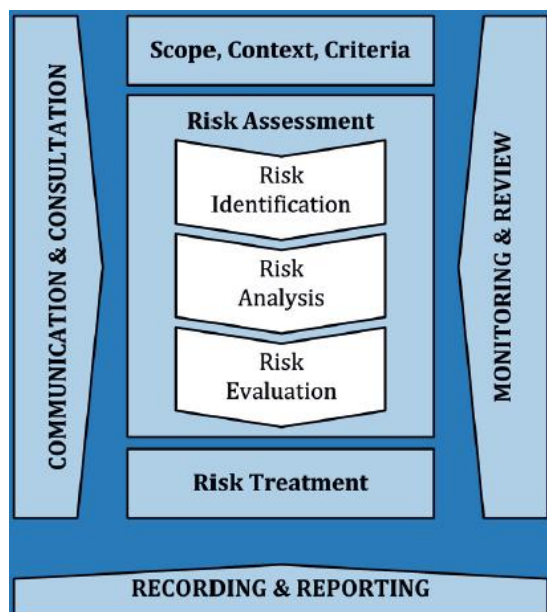 Scope, Context, Criteria
Risk Assessment
Risk
Identification
Risk
Analysis
Risk
Evaluation
Risk Treatment
COMMUNICATION & CONSULTATION
MONITORING & REVIEW
RECORDING & REPORTING